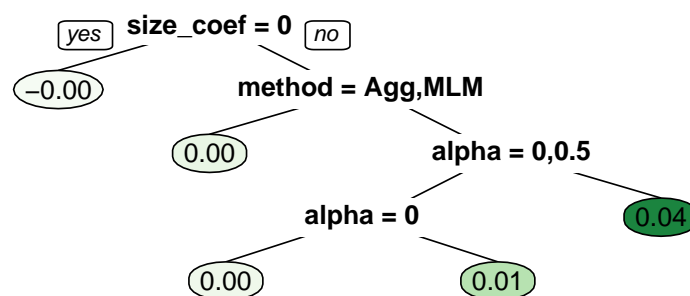 size_coef = 0
yes
no
−0.00
method = Agg,MLM
0.00
alpha = 0,0.5
alpha = 0
0.04
0.00
0.01